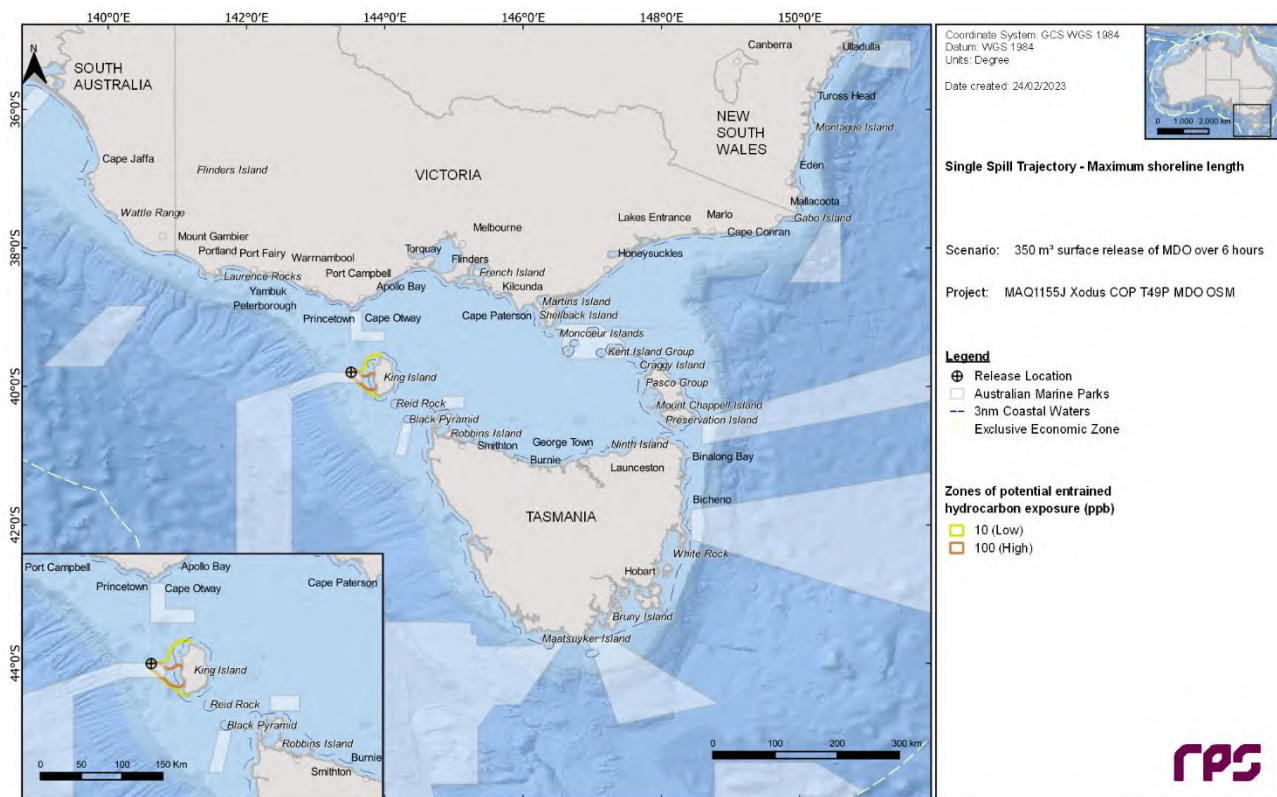 140°0'E 142°0'E 144°0'E 146°0'E 148°0'E 150°0'E
36°S
38°0'S
40°0'S
42°0'S
44°0'S
N
SOUTH
AUSTRALIA
Canberra
Ulladulla
Tuross Head
NEW
SOUTH
WALES
Montague Island
Cape Jaffa
Flinders Island
VICTORIA
Eden
Mallacoota
Gabo Island
Wattle Range
Mount Gambier
Melbourne
Lakes Entrance
Marlo
Cape Conran
Portland
Port Fairy
Warrnambool
Torquay
Flinders
Honeysuckles
Laurence Rocks
Port Campbell
French Island
Yambuk
Apollo Bay
Kilcunda
Peterborough
Martins Island
Princetown
Cape Otway
Cape Paterson
Shellback Island
Moncoeur Islands
Kent Island Group
Craggy Island
King Island
Pasco Group
Reid Rock
Mount Chappell Island
Black Pyramid
Preservation Island
Robbins Island
George Town
Ninth Island
Smithton
Burnie
Launceston
Binalong Bay
Bicheno
TASMANIA
White Rock
Hobart
Bruny Island
Maatsuyker Island
0 100 200 300 km
Port Campbell
Apollo Bay
Princetown
Cape Otway
Cape Paterson
King Island
Reid Rock
Black Pyramid
Robbins Island
Burnie
Smithton
0 50 100 150 Km
Coordinate System: GCS WGS 1984
Datum: WGS 1984
Units: Degree
Date created: 24/02/2023
0 1,000 2,000 km
Single Spill Trajectory - Maximum shoreline length
Scenario: 350 m³ surface release of MDO over 6 hours
Project: MAQ1155J Xodus COP T49P MDO OSM
Legend
Release Location
Australian Marine Parks
3nm Coastal Waters
Exclusive Economic Zone
Zones of potential entrained
hydrocarbon exposure (ppb)
10 (Low)
100 (High)
rps